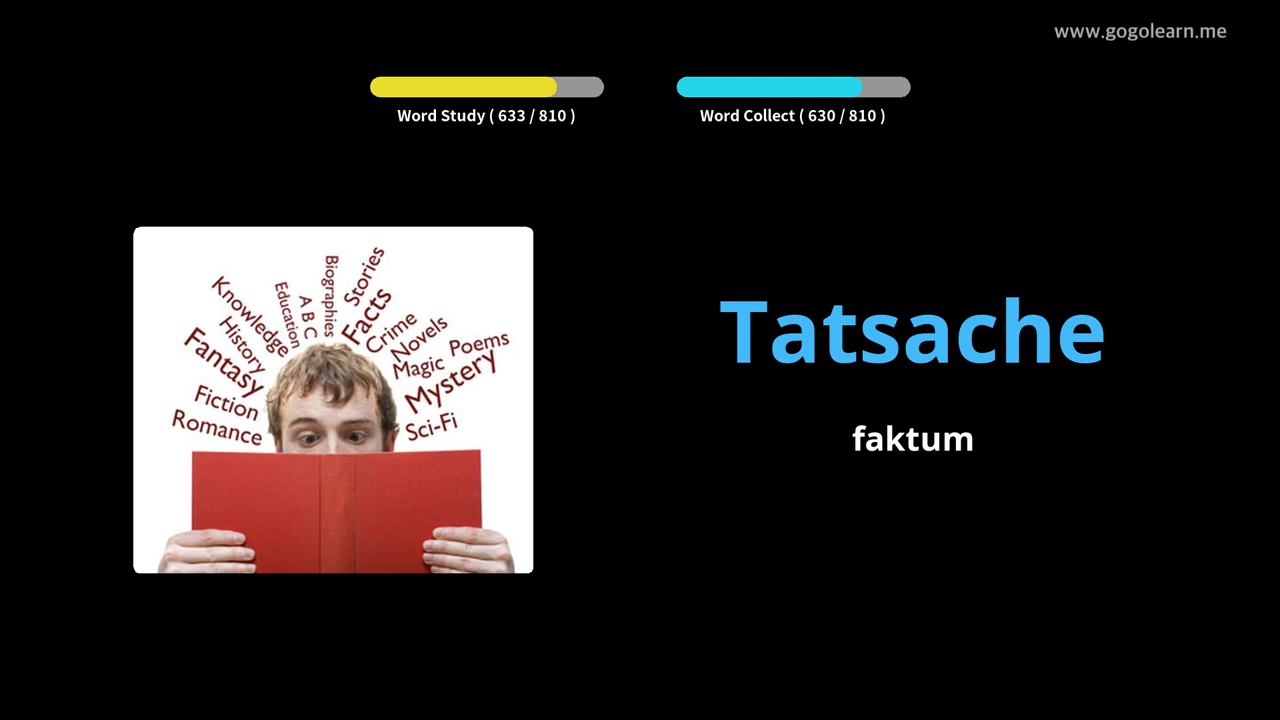 www.gogolearn.me
Word Study ( 633 / 810 )
Word Collect ( 630 / 810 )
Biographies
Stories
Knowledge
Education
A B C
Facts
History
Crime
Novels
Fantasy
Magic
Poems
Mystery
Fiction
Romance
Sci-Fi
Tatsache
faktum